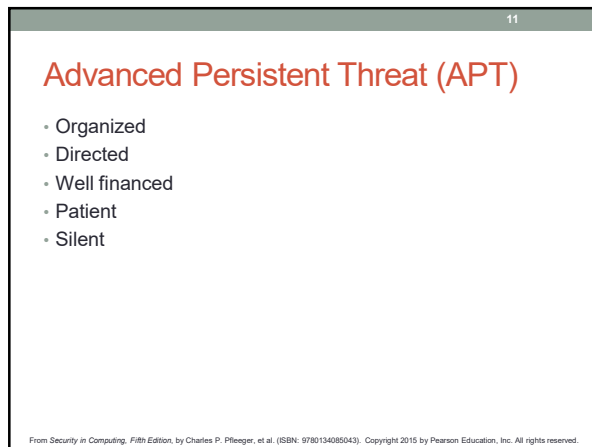 11
Advanced Persistent Threat (APT)
• Organized
• Directed
• Well financed
• Patient
• Silent
From Security in Computing, Fifth Edition, by Charles P. Pfleeger, et al. (ISBN: 9780134085043). Copyright 2015 by Pearson Education, Inc. All rights reserved.